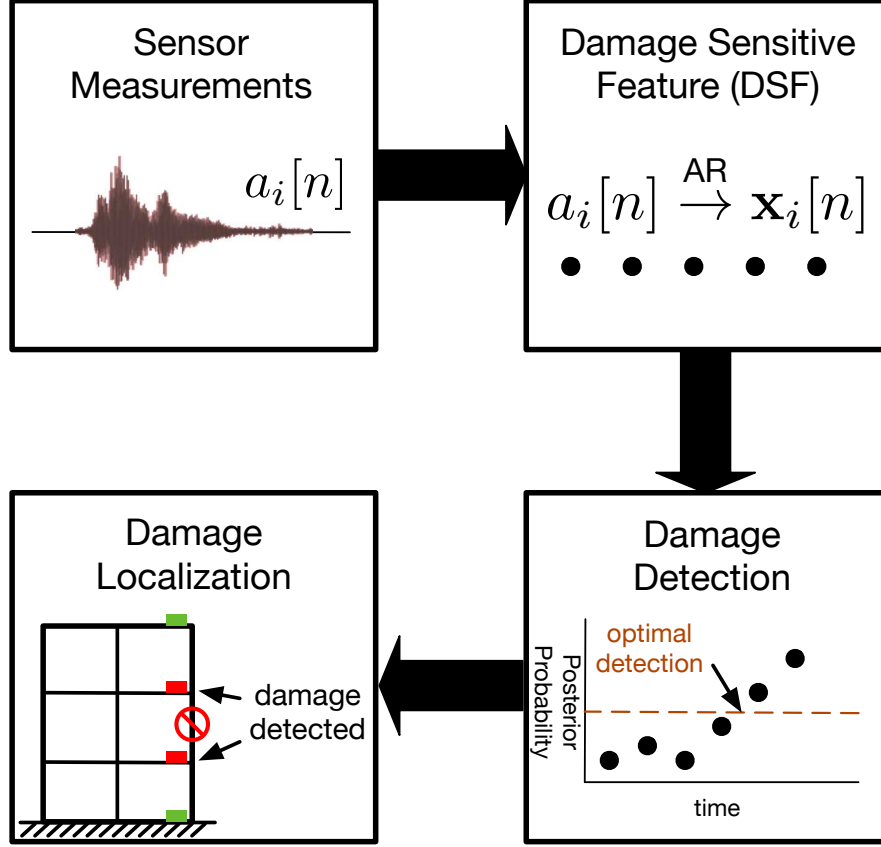 Sensor
Measurements
a_i[n]
Damage Sensitive
Feature (DSF)
AR
a_i[n] → x_i[n]
Damage
Detection
optimal
detection
Posterior
Probability
time
Damage
Localization
damage
detected